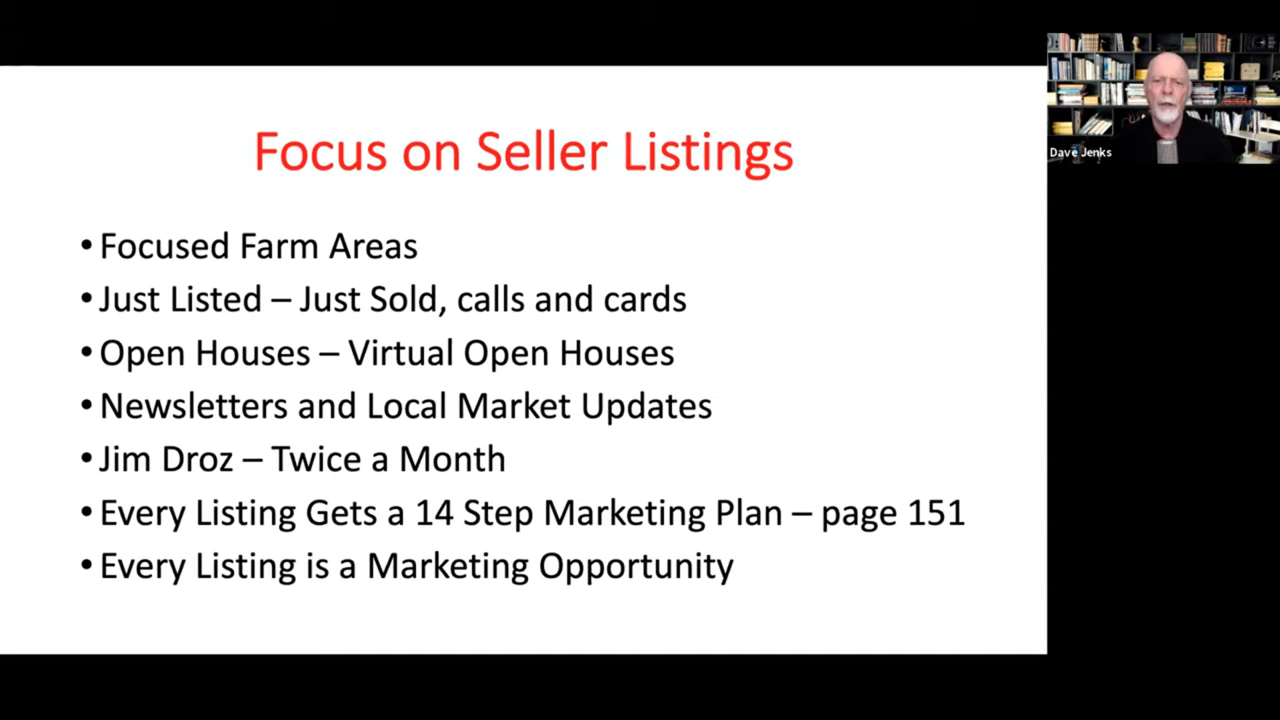 Focus on Seller Listings
• Focused Farm Areas
• Just Listed – Just Sold, calls and cards
• Open Houses – Virtual Open Houses
• Newsletters and Local Market Updates
• Jim Droz – Twice a Month
• Every Listing Gets a 14 Step Marketing Plan – page 151
• Every Listing is a Marketing Opportunity
Dave Jenks